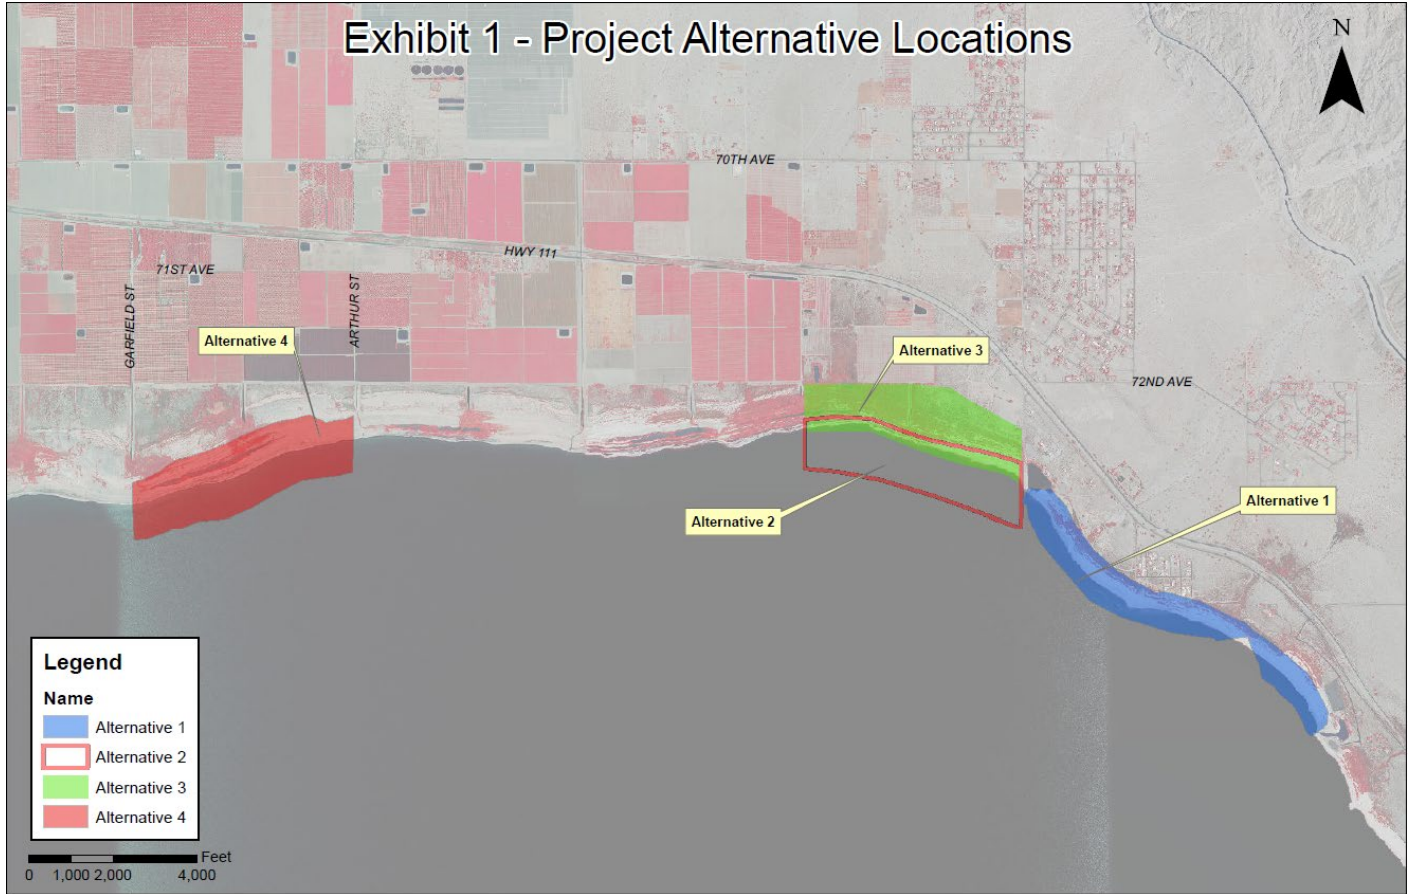 Exhibit 1 - Project Alternative Locations
N
70TH AVE
HWY 111
71ST AVE
GARFIELD ST
ARTHUR ST
Alternative 4
Alternative 3
72ND AVE
Alternative 2
Alternative 1
Legend
Name
Alternative 1
Alternative 2
Alternative 3
Alternative 4
Feet
0 1,000 2,000 4,000